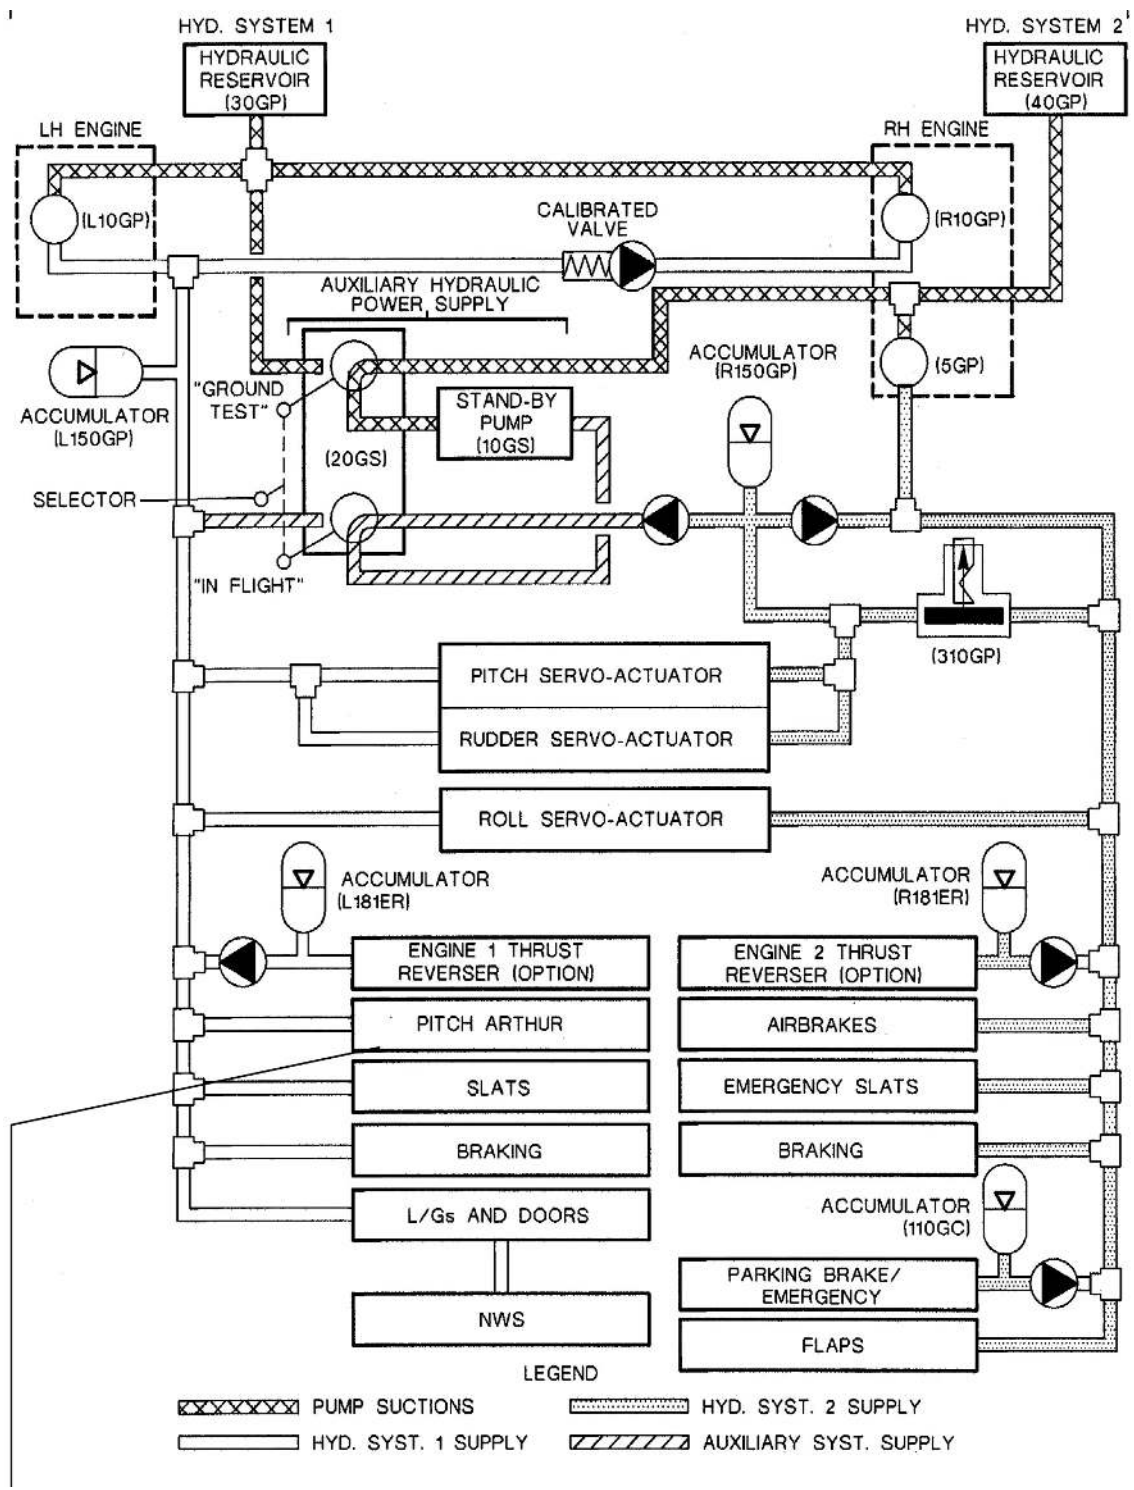 HYD. SYSTEM 1
HYD. SYSTEM 2
HYDRAULIC
RESERVOIR
(30GP)
HYDRAULIC
RESERVOIR
(40GP)
LH ENGINE
RH ENGINE
(L10GP)
(R10GP)
CALIBRATED
VALVE
AUXILIARY HYDRAULIC
POWER SUPPLY
ACCUMULATOR
(R150GP)
(5GP)
ACCUMULATOR
(L150GP)
"GROUND
TEST"
STAND-BY
PUMP
(10GS)
(20GS)
SELECTOR
"IN FLIGHT"
(310GP)
PITCH SERVO-ACTUATOR
RUDDER SERVO-ACTUATOR
ROLL SERVO-ACTUATOR
ACCUMULATOR
(L181ER)
ACCUMULATOR
(R181ER)
ENGINE 1 THRUST
REVERSER (OPTION)
ENGINE 2 THRUST
REVERSER (OPTION)
PITCH ARTHUR
AIRBRAKES
SLATS
EMERGENCY SLATS
BRAKING
BRAKING
L/Gs AND DOORS
ACCUMULATOR
(110GC)
PARKING BRAKE/
EMERGENCY
NWS
FLAPS
LEGEND
PUMP SUCTIONS
HYD. SYST. 2 SUPPLY
HYD. SYST. 1 SUPPLY
AUXILIARY SYST. SUPPLY